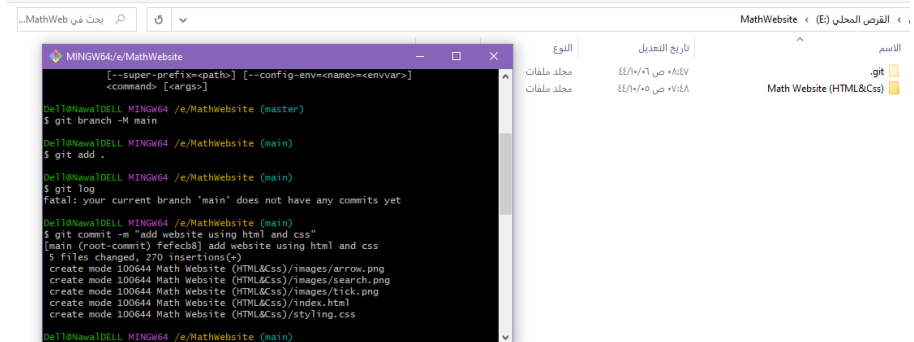 القرص المحلي (E:) › MathWebsite ›
بحث في MathWeb...
الاسم
تاريخ التعديل
النوع
.git
٠٨:٤٧ ص ٤٤/١٠/٠٦
مجلد ملفات
Math Website (HTML&Css)
٠٧:٤٨ ص ٤٤/١٠/٠٥
مجلد ملفات
MINGW64:/e/MathWebsite
[--super-prefix=<path>] [--config-env=<name>=<envvar>]
<command> [<args>]
Dell@NawalDELL MINGW64 /e/MathWebsite (master)
$ git branch -M main
Dell@NawalDELL MINGW64 /e/MathWebsite (main)
$ git add .
Dell@NawalDELL MINGW64 /e/MathWebsite (main)
$ git log
fatal: your current branch 'main' does not have any commits yet
Dell@NawalDELL MINGW64 /e/MathWebsite (main)
$ git commit -m "add website using html and css"
[main (root-commit) fefecb8] add website using html and css
5 files changed, 270 insertions(+)
create mode 100644 Math Website (HTML&Css)/images/arrow.png
create mode 100644 Math Website (HTML&Css)/images/search.png
create mode 100644 Math Website (HTML&Css)/images/tick.png
create mode 100644 Math Website (HTML&Css)/index.html
create mode 100644 Math Website (HTML&Css)/styling.css
Dell@NawalDELL MINGW64 /e/MathWebsite (main)